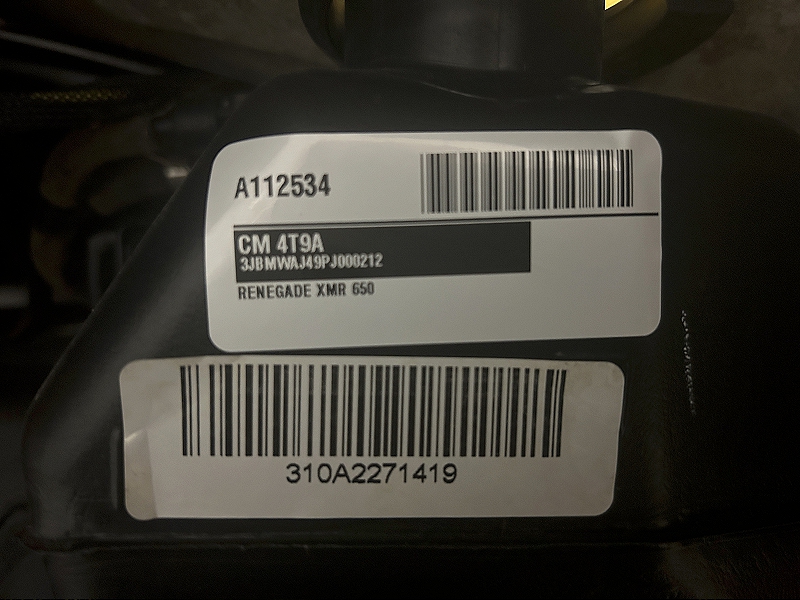 A112534
CM 4T9A
3JBMWAJ49PJ000212
RENEGADE XMR 650
310A2271419